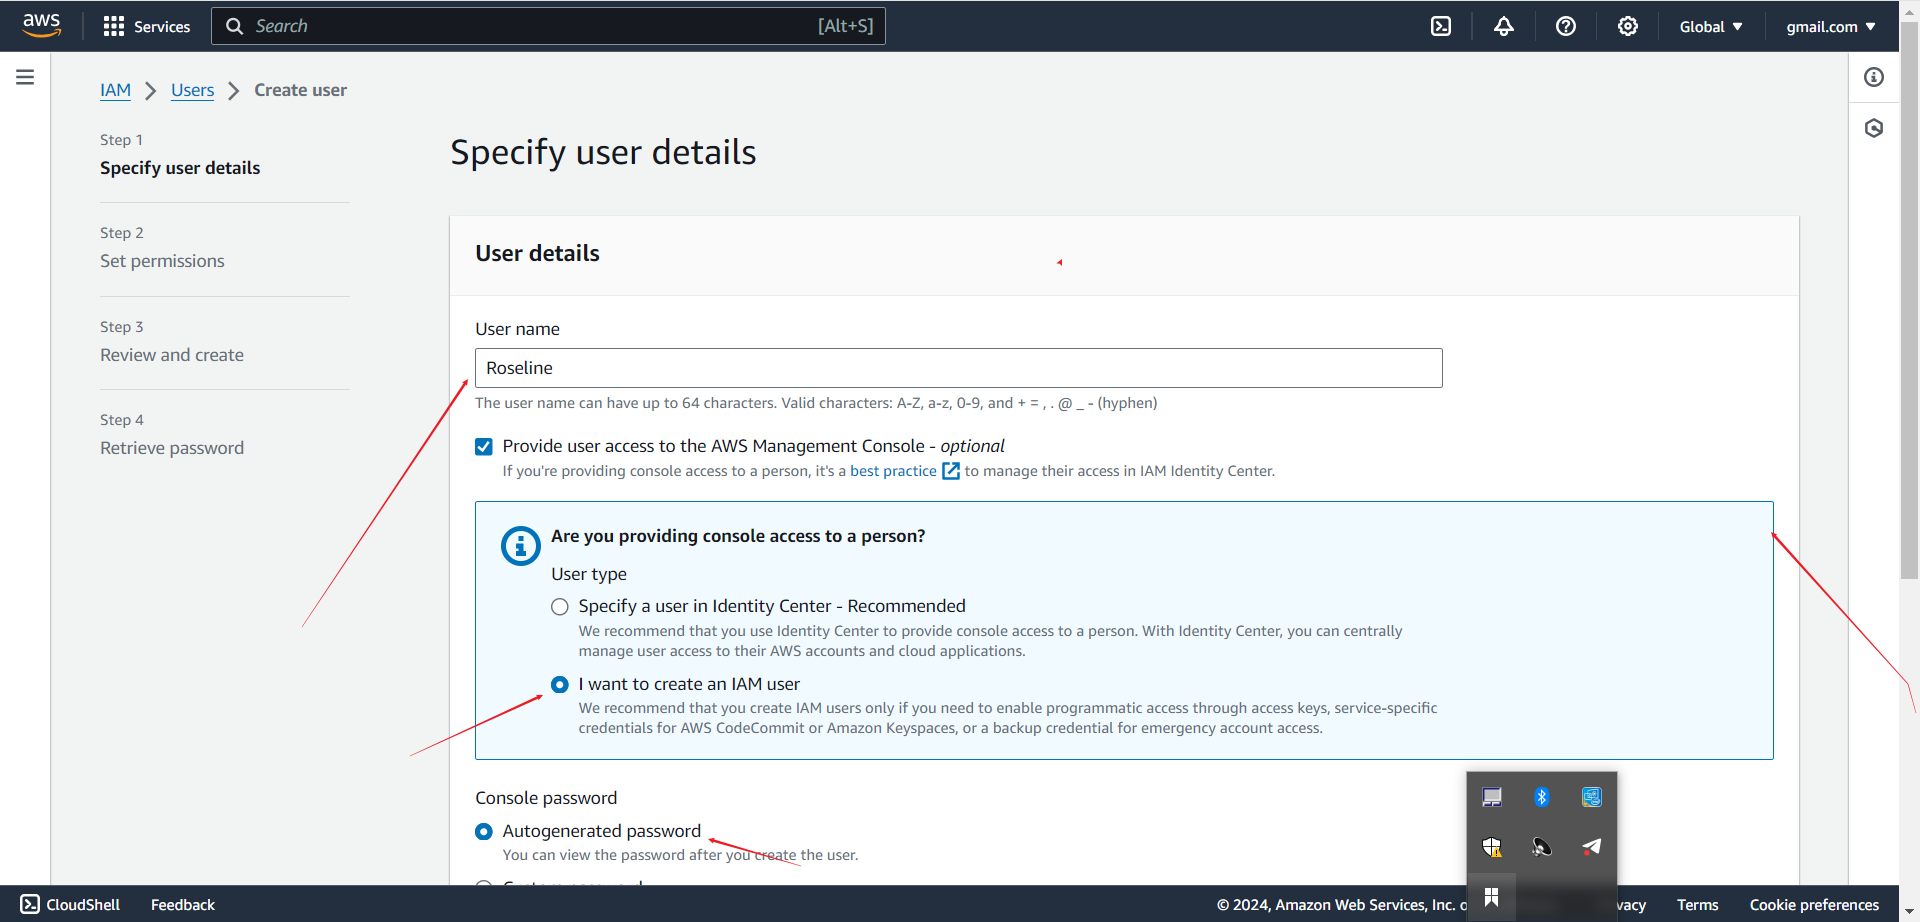 aws
Services
Search
[Alt+S]
Global
gmail.com
IAM
Users
Create user
Step 1
Specify user details
Step 2
Set permissions
Step 3
Review and create
Step 4
Retrieve password
Specify user details
User details
User name
Roseline
The user name can have up to 64 characters. Valid characters: A-Z, a-z, 0-9, and + = , . @ _ - (hyphen)
Provide user access to the AWS Management Console - optional
If you're providing console access to a person, it's a best practice to manage their access in IAM Identity Center.
Are you providing console access to a person?
User type
Specify a user in Identity Center - Recommended
We recommend that you use Identity Center to provide console access to a person. With Identity Center, you can centrally
manage user access to their AWS accounts and cloud applications.
I want to create an IAM user
We recommend that you create IAM users only if you need to enable programmatic access through access keys, service-specific
credentials for AWS CodeCommit or Amazon Keyspaces, or a backup credential for emergency account access.
Console password
Autogenerated password
You can view the password after you create the user.
CloudShell
Feedback
© 2024, Amazon Web Services, Inc. o
vacy
Terms
Cookie preferences